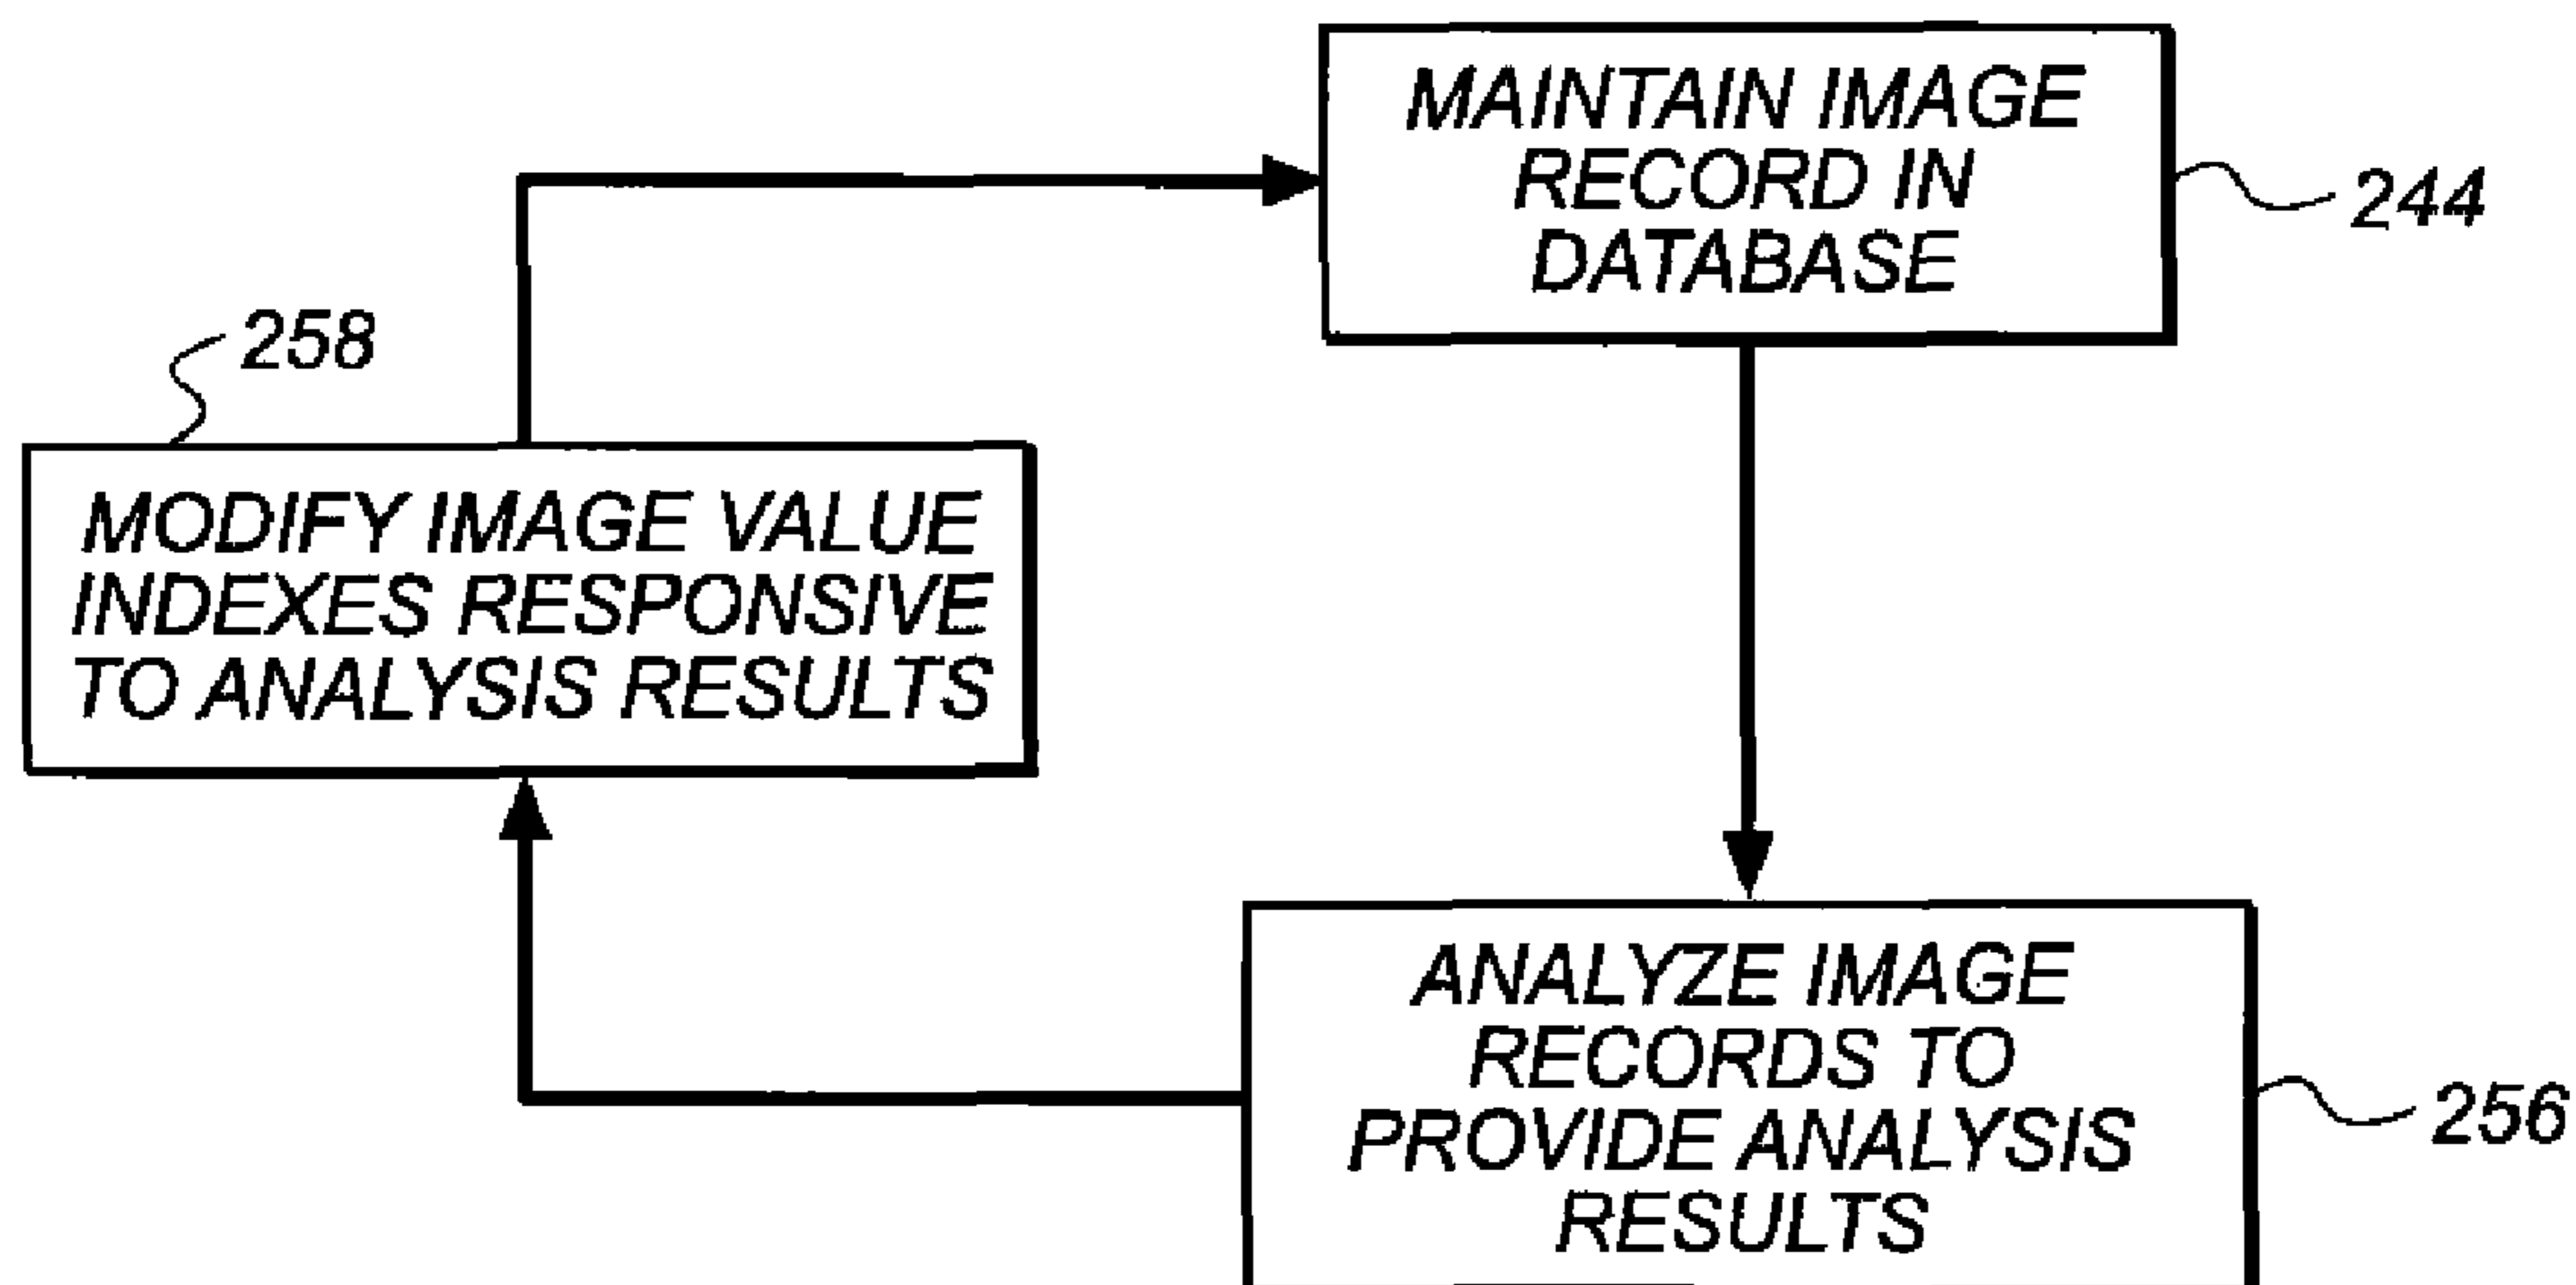 MAINTAIN IMAGE
RECORD IN
DATABASE
244
258
MODIFY IMAGE VALUE
INDEXES RESPONSIVE
TO ANALYSIS RESULTS
ANALYZE IMAGE
RECORDS TO
PROVIDE ANALYSIS
RESULTS
256